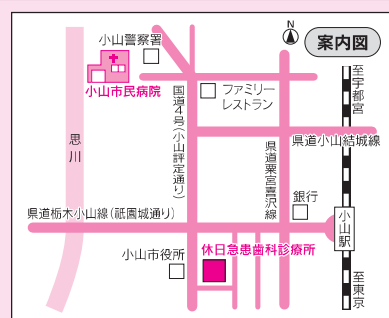 N
案内図
小山警察署
小山市民病院
国道4号(小山評定通り)
ファミリー
レストラン
至宇都宮
思川
県道小山結城線
県道粟宮喜沢線
銀行
県道栃木小山線(祇園城通り)
小山駅
小山市役所
休日急患歯科診療所
至東京